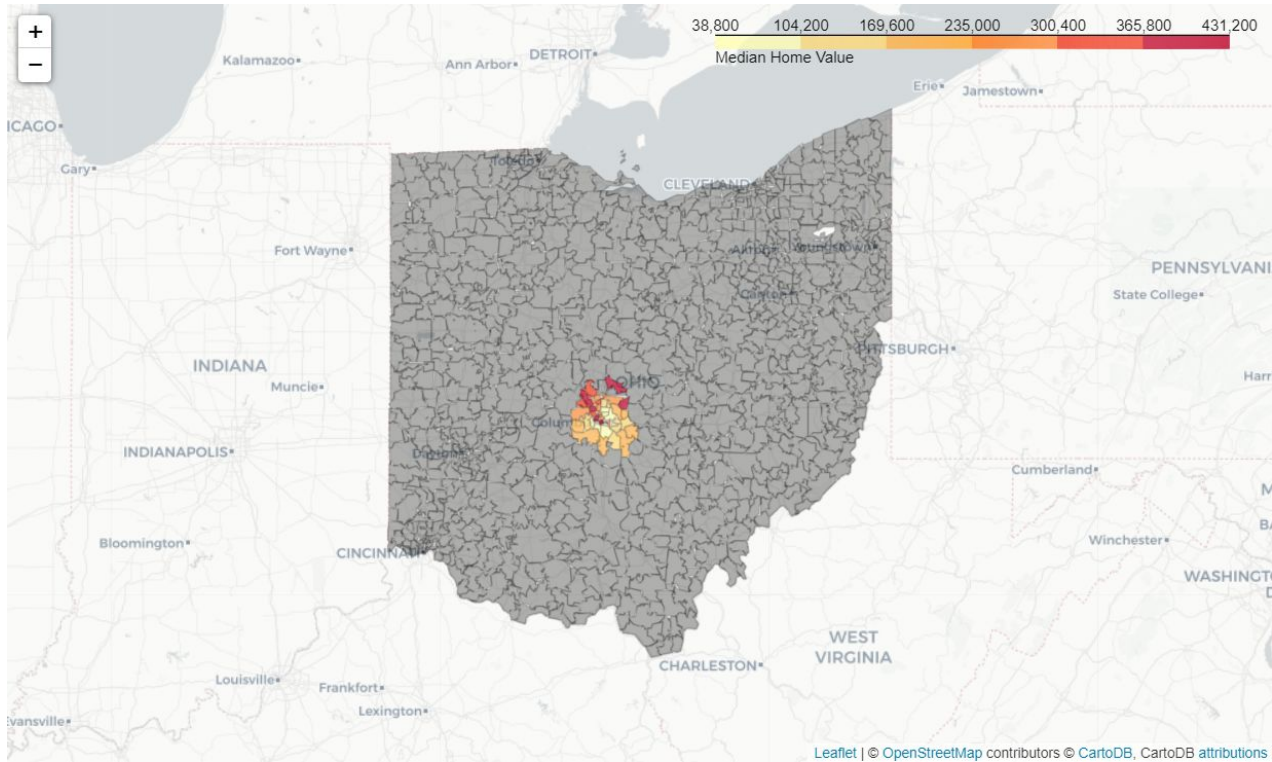 +
−
38,800 104,200 169,600 235,000 300,400 365,800 431,200
Median Home Value
DETROIT
Kalamazoo
Ann Arbor
Erie
Jamestown
ICAGO
Gary
Toledo
CLEVELAND
Fort Wayne
Akron
Youngstown
Canton
PENNSYLVANI
State College
PITTSBURGH
INDIANA
Muncie
OHIO
Harr
Colum
INDIANAPOLIS
Dayton
Cumberland
Bloomington
CINCINNATI
Winchester
WASHINGT
WEST
VIRGINIA
CHARLESTON
Louisville
Frankfort
Lexington
Evansville
Leaflet | © OpenStreetMap contributors © CartoDB, CartoDB attributions